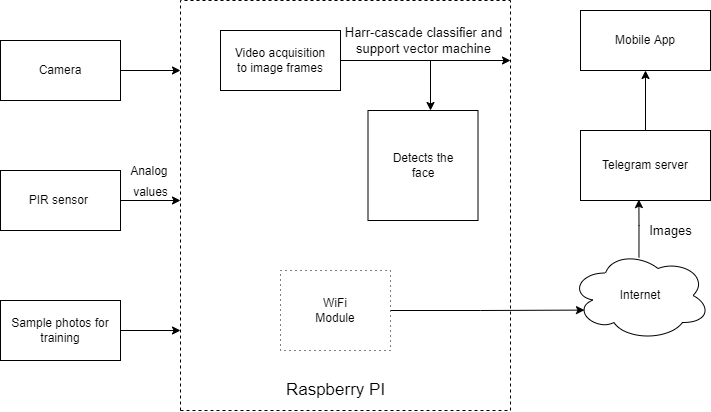 Camera
PIR sensor
Analog
values
Sample photos for
training
Video acquisition
to image frames
Harr-cascade classifier and
support vector machine
Detects the
face
WiFi
Module
Raspberry PI
Mobile App
Telegram server
Images
Internet